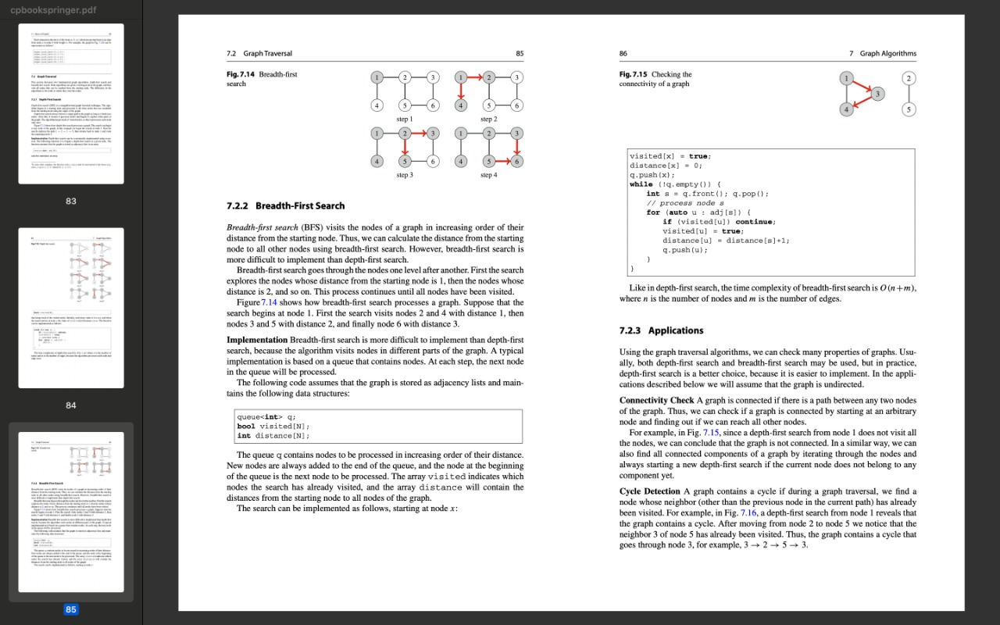 cpbookspringer.pdf
83
84
85
7.2 Graph Traversal 85
Fig. 7.14 Breadth-first
search
1 2 3 1 2 3
4 5 6 4 5 6
step 1 step 2
1 2 3 1 2 3
4 5 6 4 5 6
step 3 step 4
7.2.2 Breadth-First Search
Breadth-first search (BFS) visits the nodes of a graph in increasing order of their
distance from the starting node. Thus, we can calculate the distance from the starting
node to all other nodes using breadth-first search. However, breadth-first search is
more difficult to implement than depth-first search.
Breadth-first search goes through the nodes one level after another. First the search
explores the nodes whose distance from the starting node is 1, then the nodes whose
distance is 2, and so on. This process continues until all nodes have been visited.
Figure 7.14 shows how breadth-first search processes a graph. Suppose that the
search begins at node 1. First the search visits nodes 2 and 4 with distance 1, then
nodes 3 and 5 with distance 2, and finally node 6 with distance 3.
Implementation Breadth-first search is more difficult to implement than depth-first
search, because the algorithm visits nodes in different parts of the graph. A typical
implementation is based on a queue that contains nodes. At each step, the next node
in the queue will be processed.
The following code assumes that the graph is stored as adjacency lists and main-
tains the following data structures:
queue<int> q;
bool visited[N];
int distance[N];
The queue q contains nodes to be processed in increasing order of their distance.
New nodes are always added to the end of the queue, and the node at the beginning
of the queue is the next node to be processed. The array visited indicates which
nodes the search has already visited, and the array distance will contain the
distances from the starting node to all nodes of the graph.
The search can be implemented as follows, starting at node x:
86 7 Graph Algorithms
Fig. 7.15 Checking the
connectivity of a graph
1 2
3
4 5
visited[x] = true;
distance[x] = 0;
q.push(x);
while (!q.empty()) {
int s = q.front(); q.pop();
// process node s
for (auto u : adj[s]) {
if (visited[u]) continue;
visited[u] = true;
distance[u] = distance[s]+1;
q.push(u);
}
}
Like in depth-first search, the time complexity of breadth-first search is O(n+m),
where n is the number of nodes and m is the number of edges.
7.2.3 Applications
Using the graph traversal algorithms, we can check many properties of graphs. Usu-
ally, both depth-first search and breadth-first search may be used, but in practice,
depth-first search is a better choice, because it is easier to implement. In the appli-
cations described below we will assume that the graph is undirected.
Connectivity Check A graph is connected if there is a path between any two nodes
of the graph. Thus, we can check if a graph is connected by starting at an arbitrary
node and finding out if we can reach all other nodes.
For example, in Fig. 7.15, since a depth-first search from node 1 does not visit all
the nodes, we can conclude that the graph is not connected. In a similar way, we can
also find all connected components of a graph by iterating through the nodes and
always starting a new depth-first search if the current node does not belong to any
component yet.
Cycle Detection A graph contains a cycle if during a graph traversal, we find a
node whose neighbor (other than the previous node in the current path) has already
been visited. For example, in Fig. 7.16, a depth-first search from node 1 reveals that
the graph contains a cycle. After moving from node 2 to node 5 we notice that the
neighbor 3 of node 5 has already been visited. Thus, the graph contains a cycle that
goes through node 3, for example, 3 → 2 → 5 → 3.